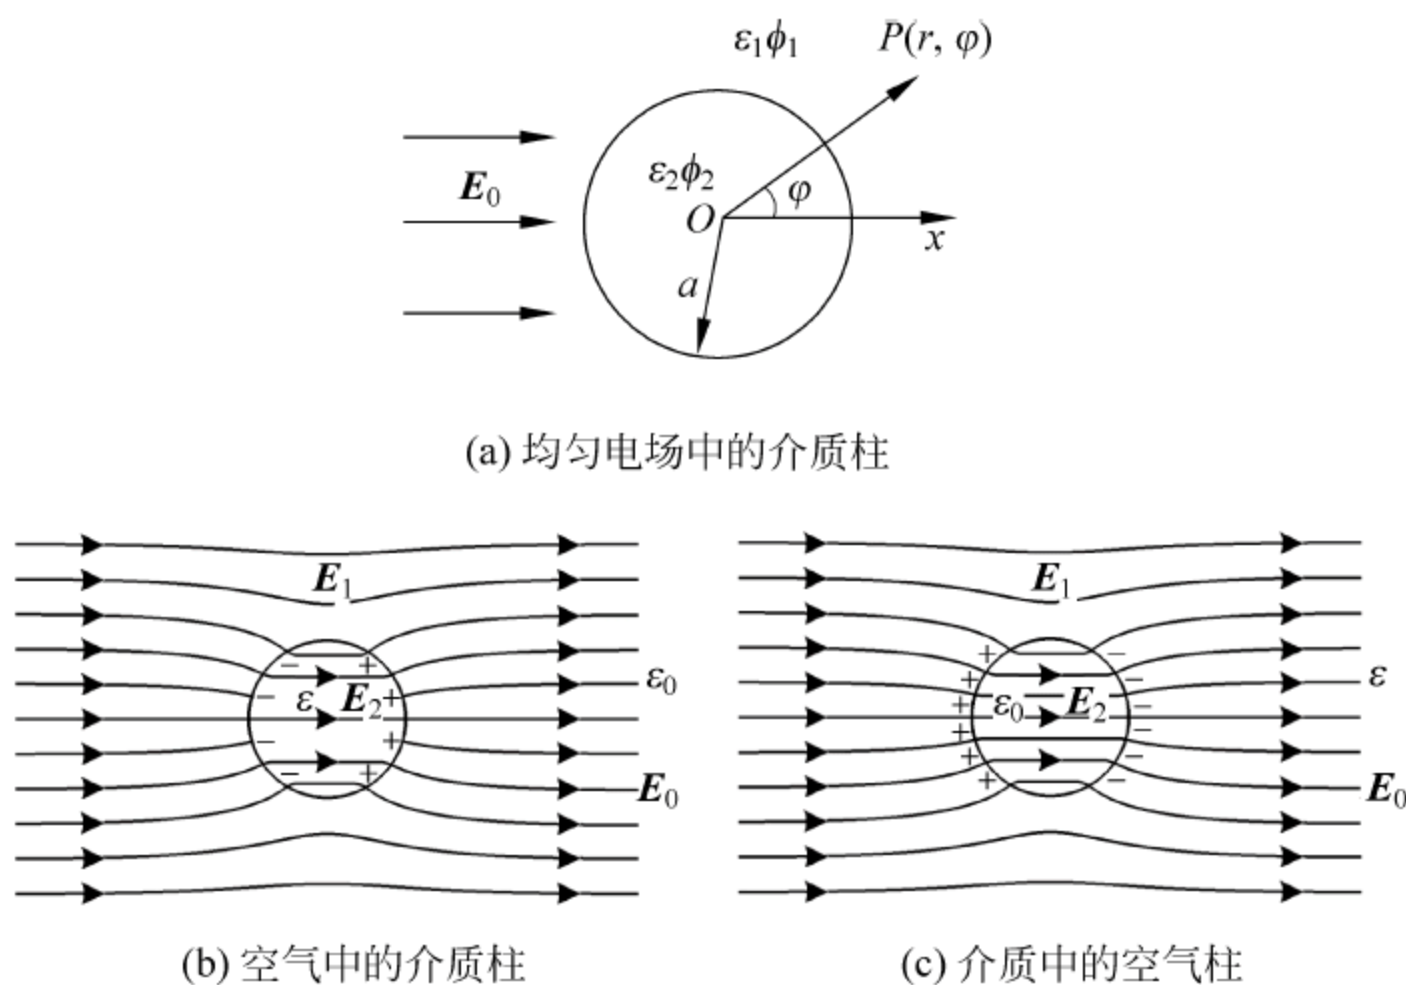 ε₁ϕ₁
P(r, φ)
E₀
ε₂ϕ₂
φ
O
x
a
(a) 均匀电场中的介质柱
E₁
− +
ε E₂
− +
− +
− +
ε₀
E₀
(b) 空气中的介质柱
E₁
+ −
+ −
ε₀ E₂
+ −
+ −
+ −
+ −
ε
E₀
(c) 介质中的空气柱